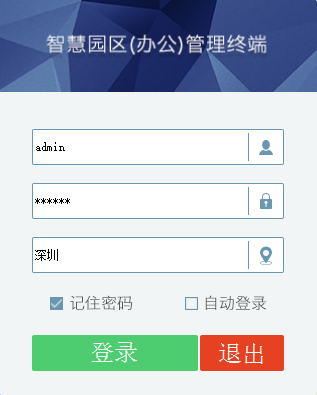 智慧园区(办公)管理终端
admin
******
深圳
记住密码 自动登录
登录 退出